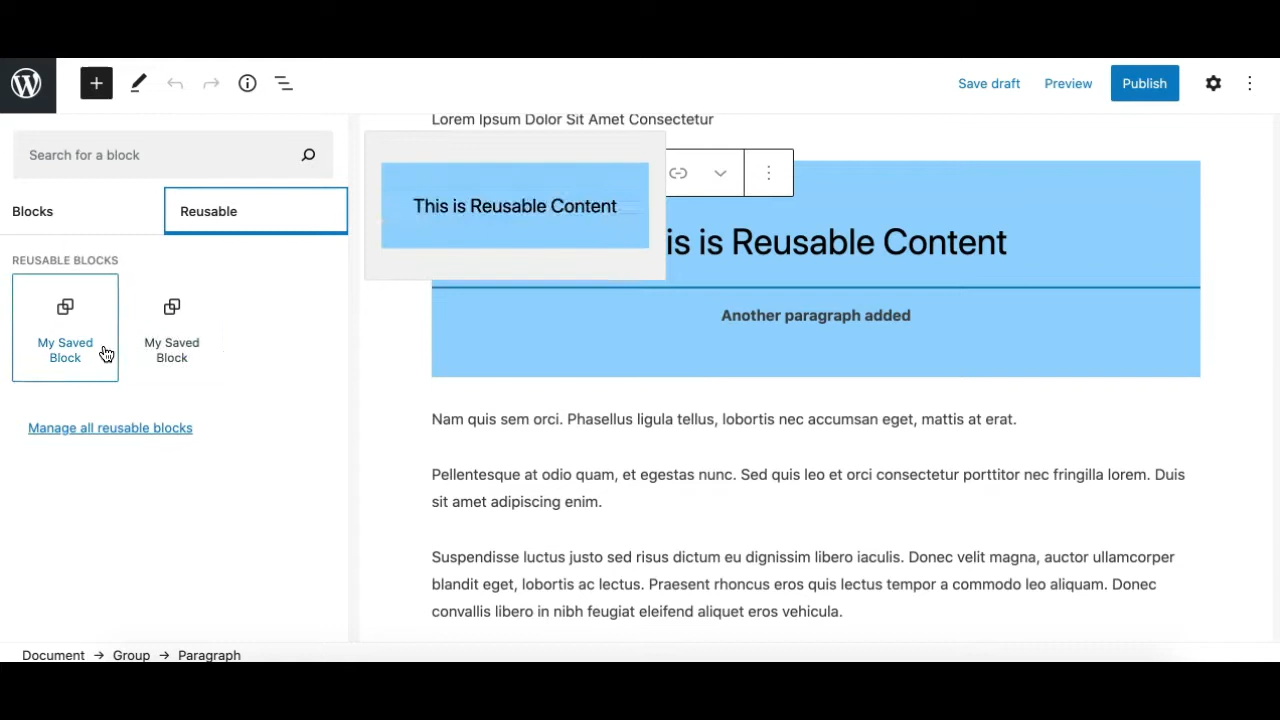 Save draft
Preview
Publish
Search for a block
Blocks
Reusable
REUSABLE BLOCKS
My Saved
Block
My Saved
Block
Manage all reusable blocks
Lorem Ipsum Dolor Sit Amet Consectetur
This is Reusable Content
is is Reusable Content
Another paragraph added
Nam quis sem orci. Phasellus ligula tellus, lobortis nec accumsan eget, mattis at erat.
Pellentesque at odio quam, et egestas nunc. Sed quis leo et orci consectetur porttitor nec fringilla lorem. Duis
sit amet adipiscing enim.
Suspendisse luctus justo sed risus dictum eu dignissim libero iaculis. Donec velit magna, auctor ullamcorper
blandit eget, lobortis ac lectus. Praesent rhoncus eros quis lectus tempor a commodo leo aliquam. Donec
convallis libero in nibh feugiat eleifend aliquet eros vehicula.
Document → Group → Paragraph